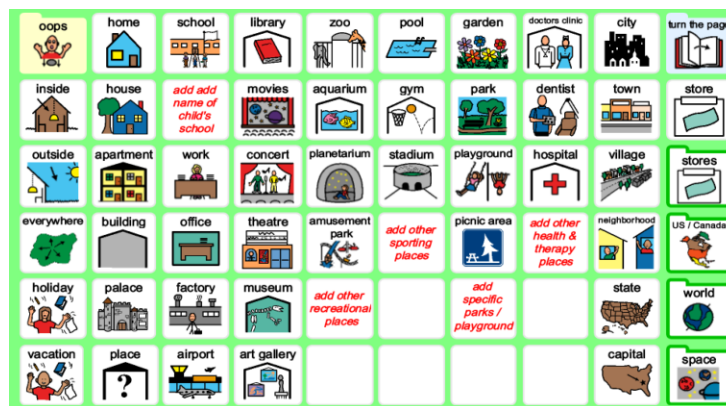 oops home school library zoo pool garden doctors clinic city turn the page
inside house add add name of child's school movies aquarium gym park dentist town store
outside apartment work concert planetarium stadium playground hospital village stores
everywhere building office theatre amusement park add other sporting places picnic area add other health & therapy places neighborhood US / Canada
holiday palace factory museum add other recreational places add specific parks / playground state world
vacation place airport art gallery capital space
?